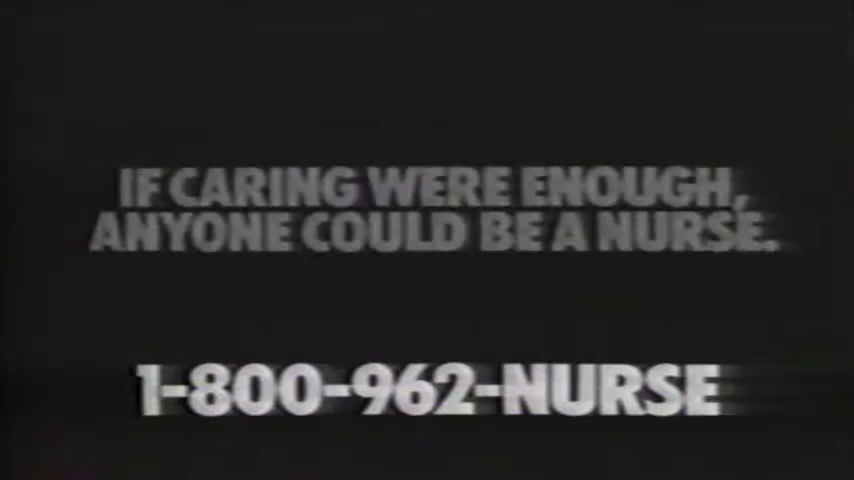 IF CARING WERE ENOUGH,
ANYONE COULD BE A NURSE.
1-800-962-NURSE